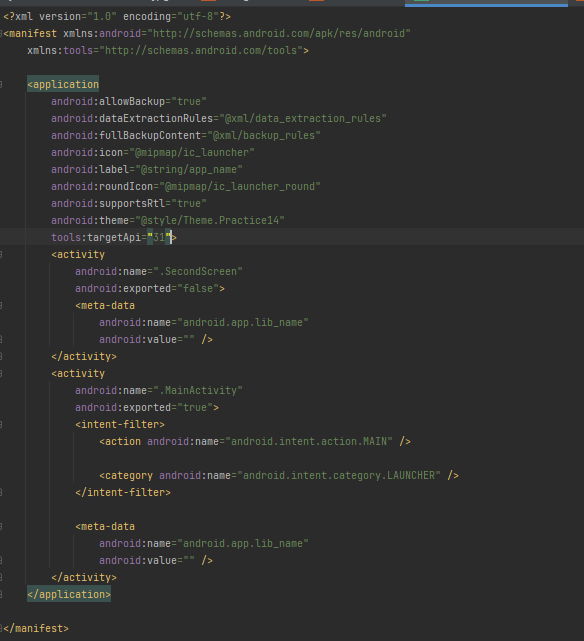 <?xml version="1.0" encoding="utf-8"?>
<manifest xmlns:android="http://schemas.android.com/apk/res/android"
    xmlns:tools="http://schemas.android.com/tools">

    <application
        android:allowBackup="true"
        android:dataExtractionRules="@xml/data_extraction_rules"
        android:fullBackupContent="@xml/backup_rules"
        android:icon="@mipmap/ic_launcher"
        android:label="@string/app_name"
        android:roundIcon="@mipmap/ic_launcher_round"
        android:supportsRtl="true"
        android:theme="@style/Theme.Practice14"
        tools:targetApi="31">
        <activity
            android:name=".SecondScreen"
            android:exported="false">
            <meta-data
                android:name="android.app.lib_name"
                android:value="" />
        </activity>
        <activity
            android:name=".MainActivity"
            android:exported="true">
            <intent-filter>
                <action android:name="android.intent.action.MAIN" />

                <category android:name="android.intent.category.LAUNCHER" />
            </intent-filter>

            <meta-data
                android:name="android.app.lib_name"
                android:value="" />
        </activity>
    </application>

</manifest>